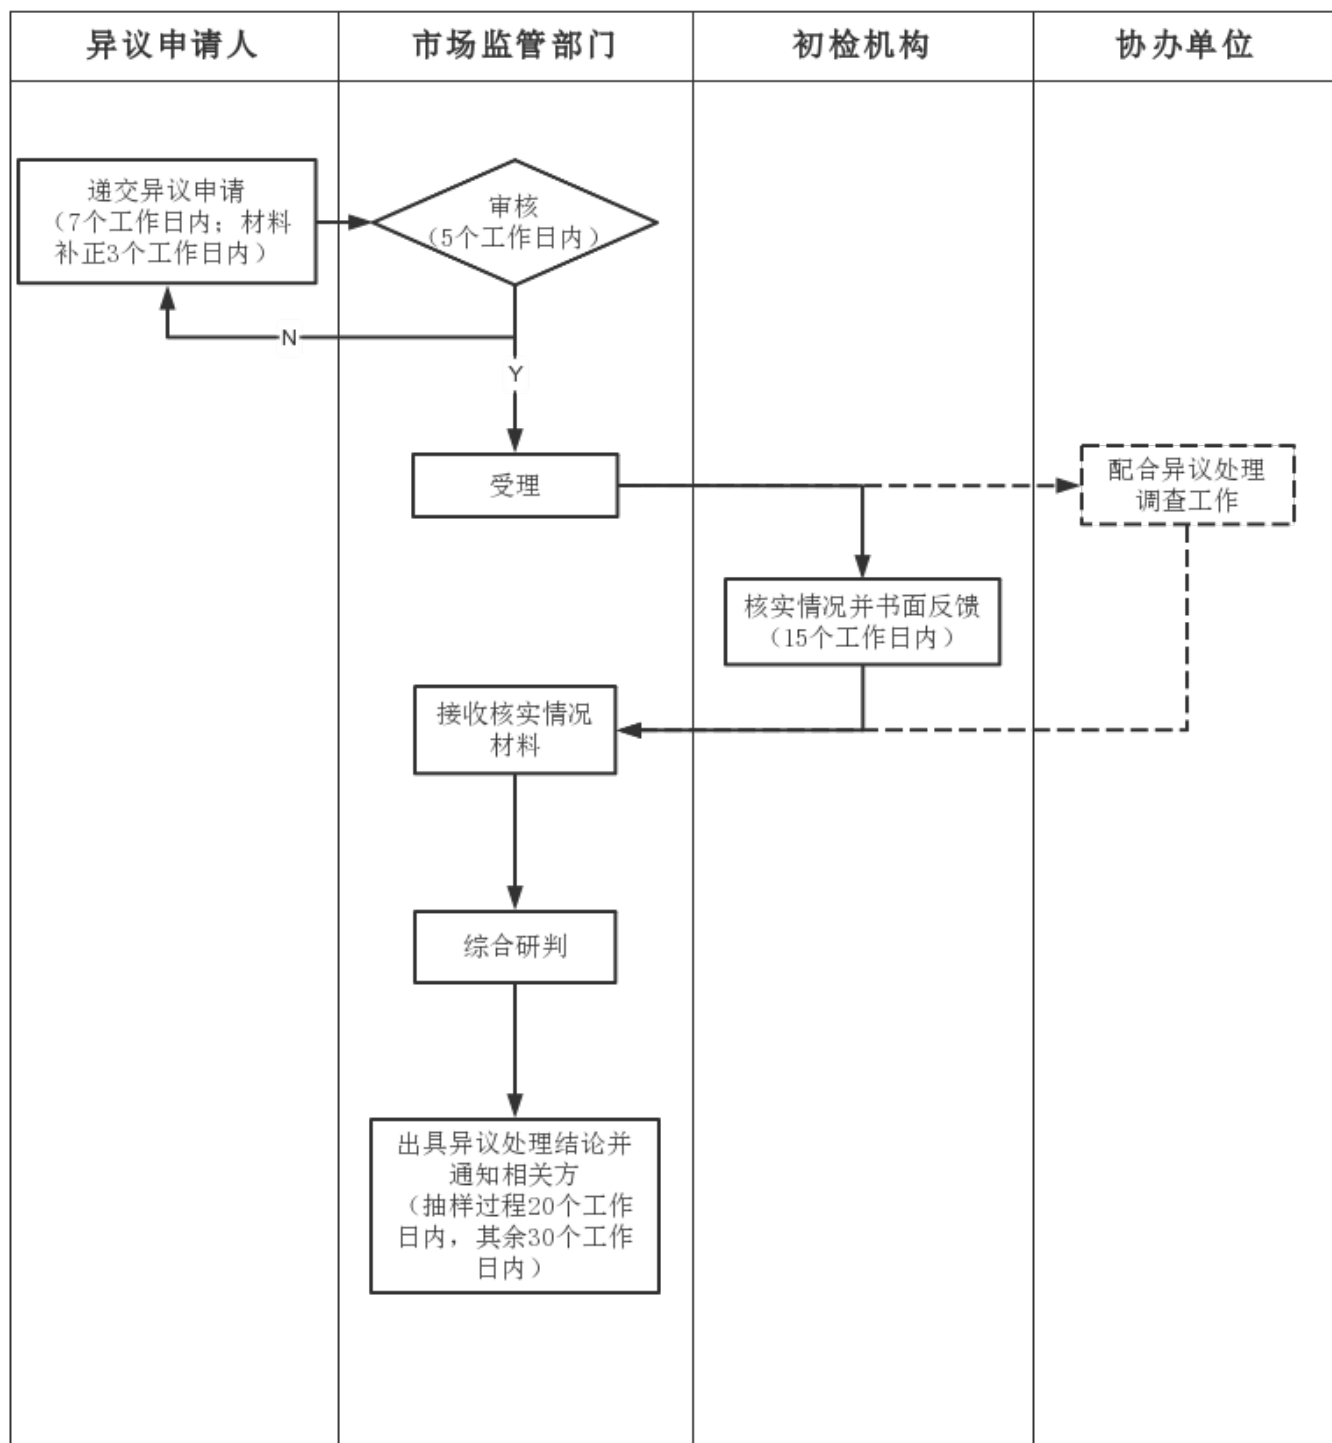 异议申请人
市场监管部门
初检机构
协办单位
递交异议申请
（7个工作日内；材料
补正3个工作日内）
审核
（5个工作日内）
N
Y
受理
配合异议处理
调查工作
核实情况并书面反馈
（15个工作日内）
接收核实情况
材料
综合研判
出具异议处理结论并
通知相关方
（抽样过程20个工作
日内，其余30个工作
日内）